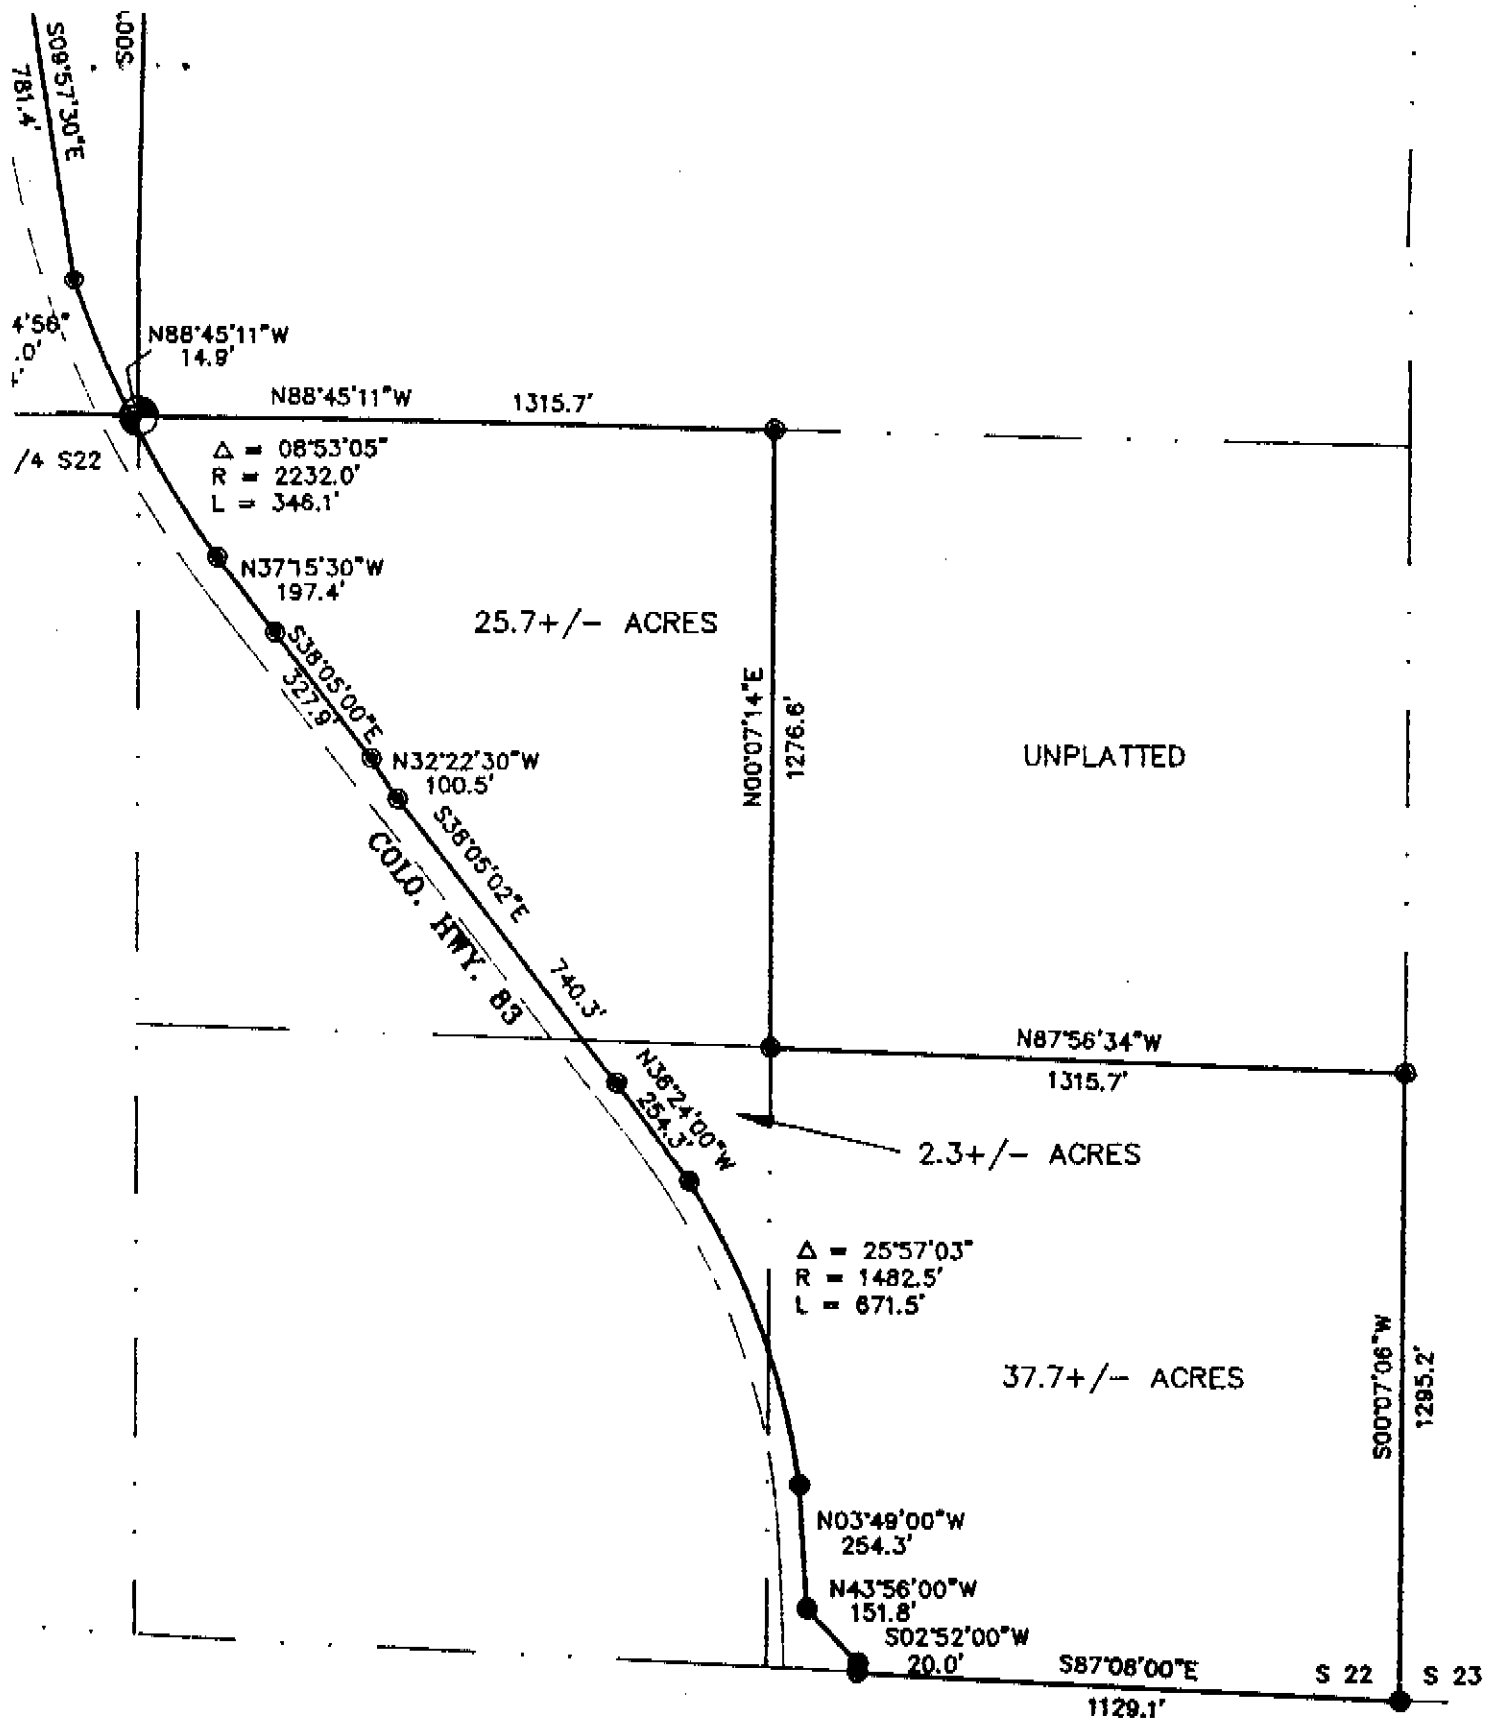 S09°57'30"E
781.4'
S00°
4'56"
.0'
N88°45'11"W
14.9'
N88°45'11"W 1315.7'
/4 S22
Δ = 08°53'05"
R = 2232.0'
L = 346.1'
N37°15'30"W
197.4'
25.7+/- ACRES
S38°05'00"E
327.9'
N00°07'14"E
1276.6'
UNPLATTED
N32°22'30"W
100.5'
S38°05'02"E 740.3'
COLO. HWY. 83
N87°56'34"W
1315.7'
N36°24'00"W
254.3'
2.3+/- ACRES
Δ = 25°57'03"
R = 1482.5'
L = 671.5'
37.7+/- ACRES
S00°07'06"W
1295.2'
N03°49'00"W
254.3'
N43°56'00"W
151.8'
S02°52'00"W
20.0'
S87°08'00"E
1129.1'
S 22 S 23